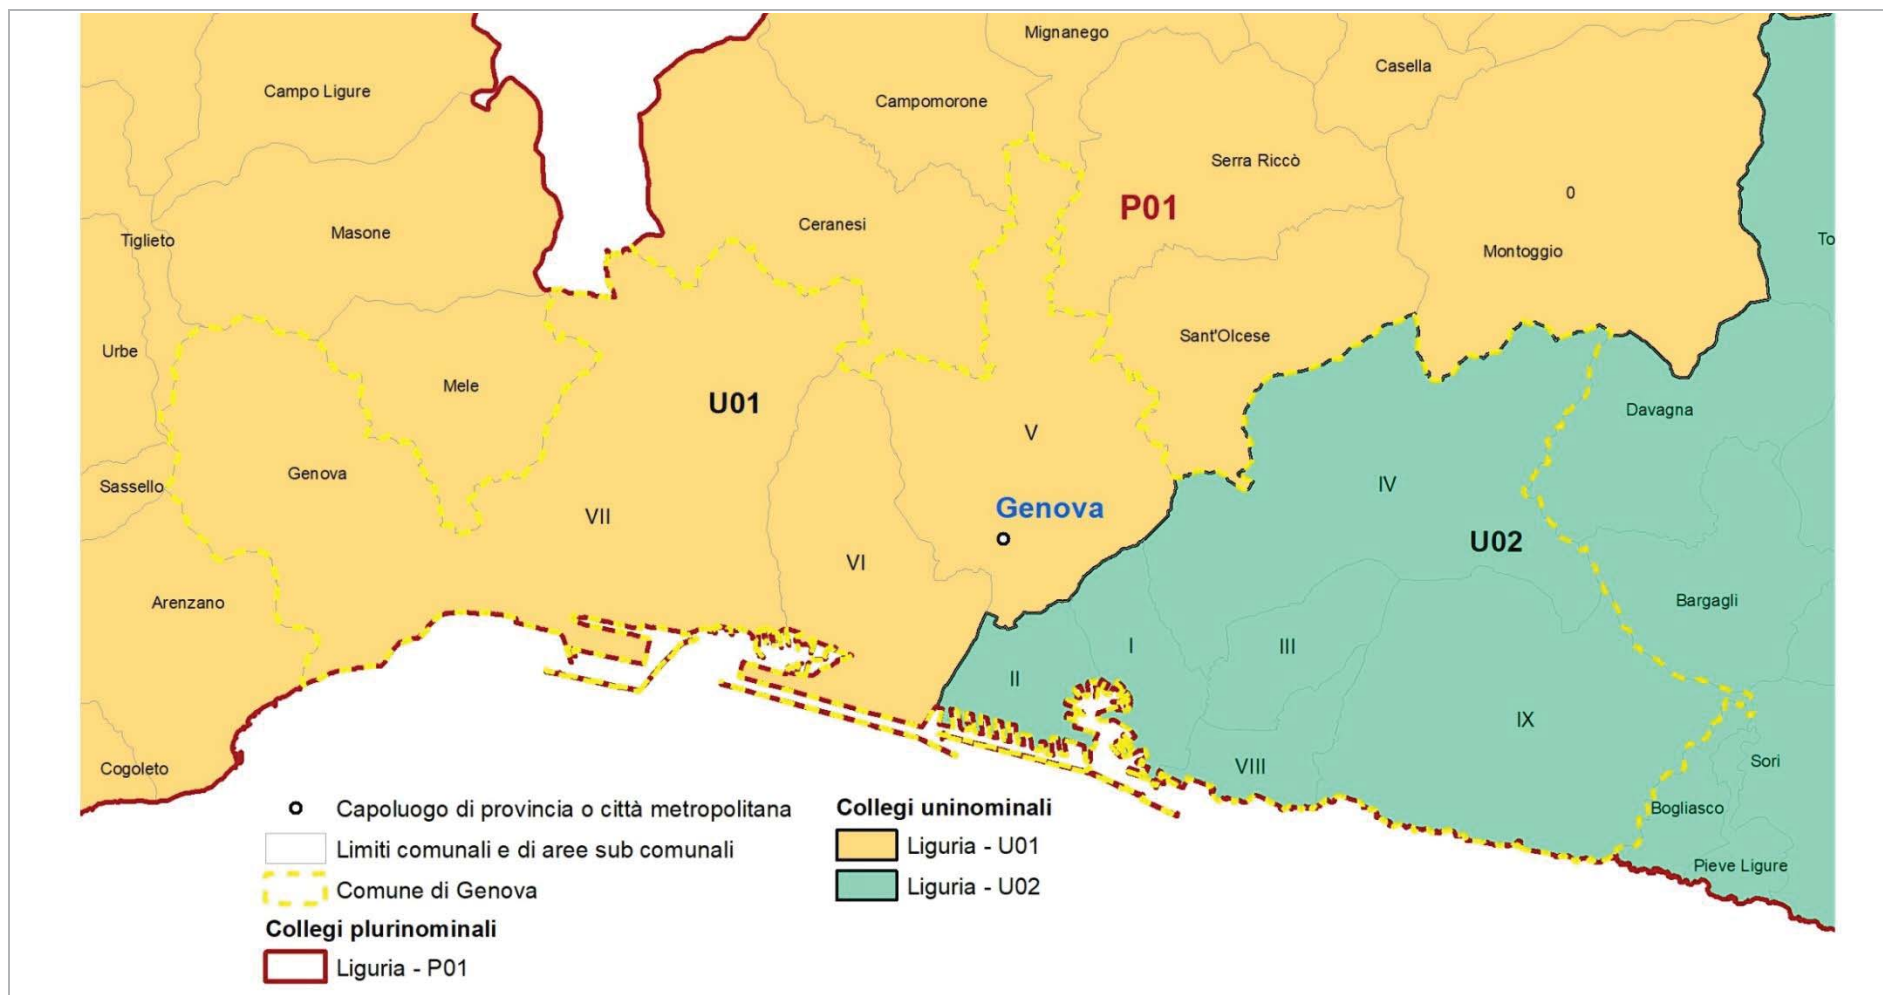 Mignanego
Casella
Campo Ligure
Campomorone
Serra Riccò
P01
0
Ceranesi
Masone
Tiglieto
To
Montoggio
Sant'Olcese
Urbe
Mele
U01
Davagna
V
Genova
IV
Sassello
Genova
VII
U02
VI
Arenzano
Bargagli
I
III
II
IX
Cogoleto
VIII
Sori
Bogliasco
Pieve Ligure
Capoluogo di provincia o città metropolitana
Limiti comunali e di aree sub comunali
Comune di Genova
Collegi plurinominali
Liguria - P01
Collegi uninominali
Liguria - U01
Liguria - U02